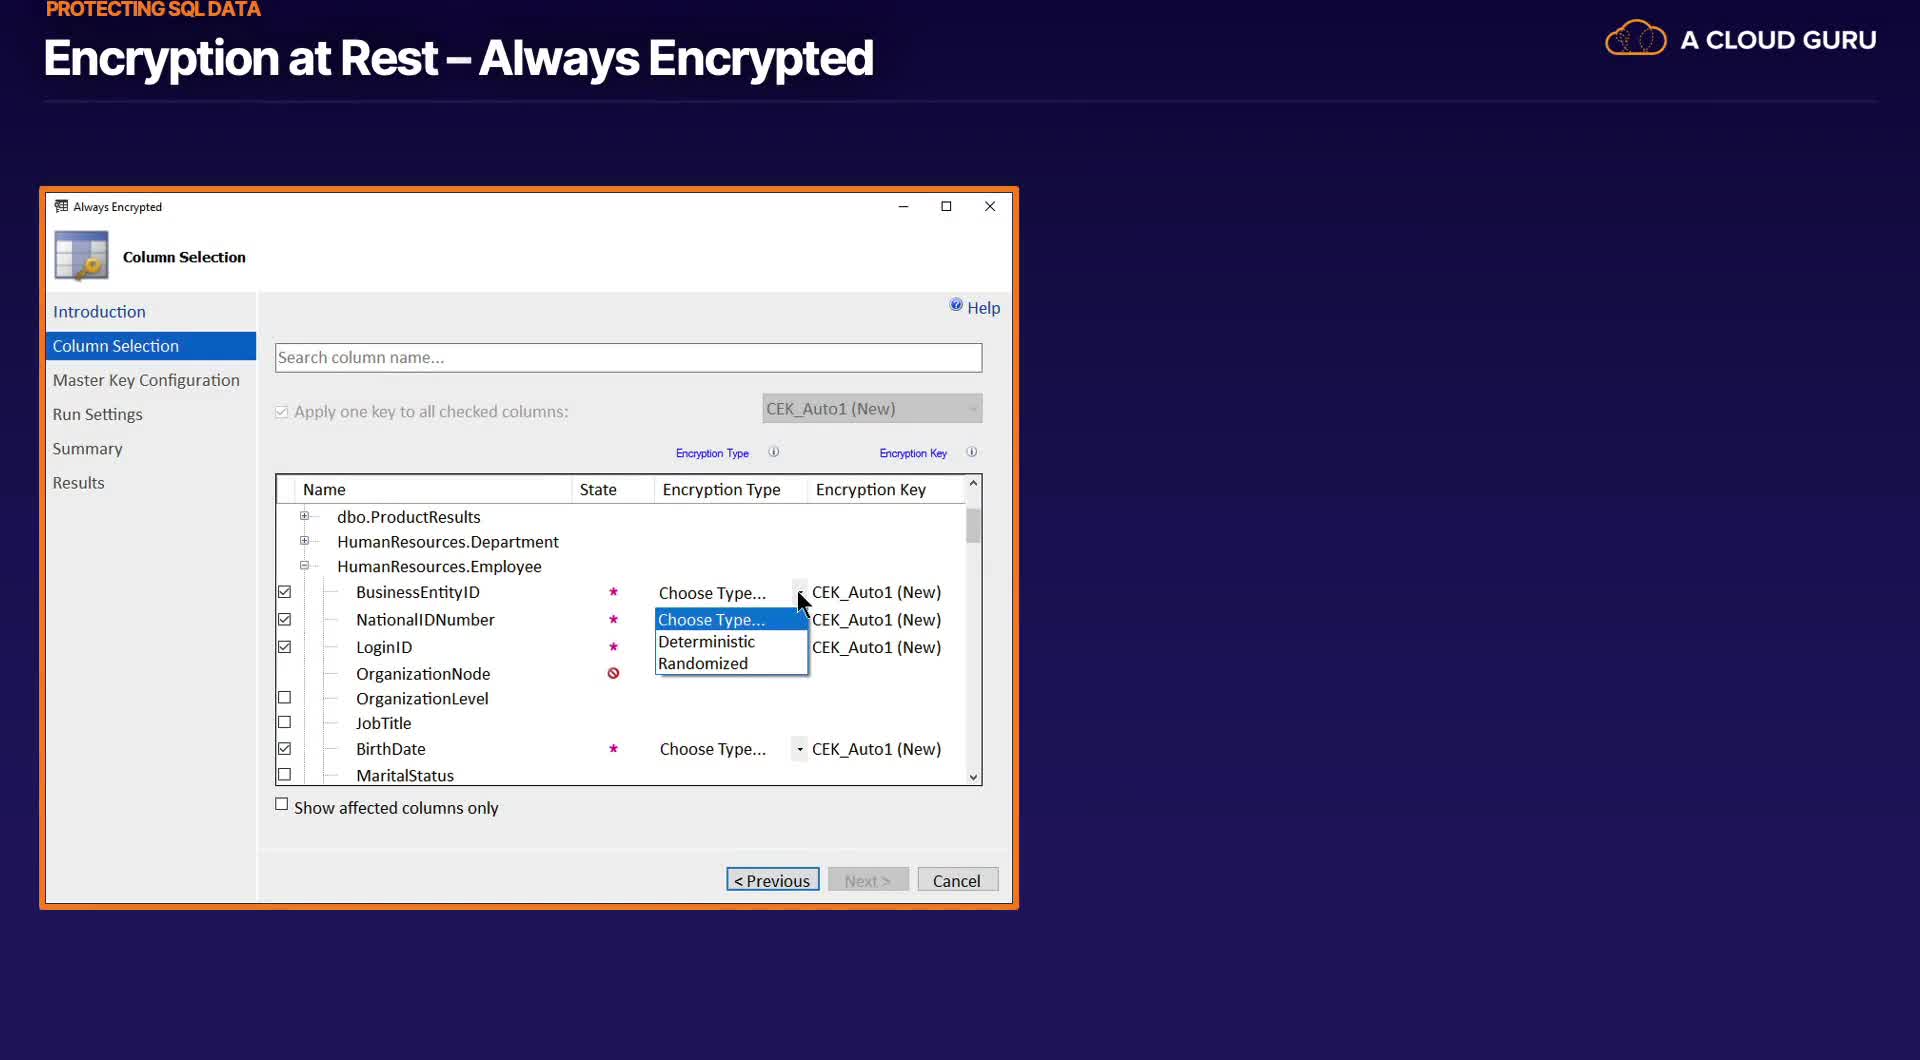 PROTECTING SQL DATA
Encryption at Rest – Always Encrypted
A CLOUD GURU
Always Encrypted
Column Selection
Introduction
Column Selection
Master Key Configuration
Run Settings
Summary
Results
Help
Search column name...
Apply one key to all checked columns:
CEK_Auto1 (New)
Encryption Type
Encryption Key
Name State Encryption Type Encryption Key
dbo.ProductResults
HumanResources.Department
HumanResources.Employee
BusinessEntityID * Choose Type... CEK_Auto1 (New)
NationalIDNumber * Choose Type... CEK_Auto1 (New)
Deterministic
LoginID * CEK_Auto1 (New)
Randomized
OrganizationNode
OrganizationLevel
JobTitle
BirthDate * Choose Type... CEK_Auto1 (New)
MaritalStatus
Show affected columns only
< Previous
Next >
Cancel